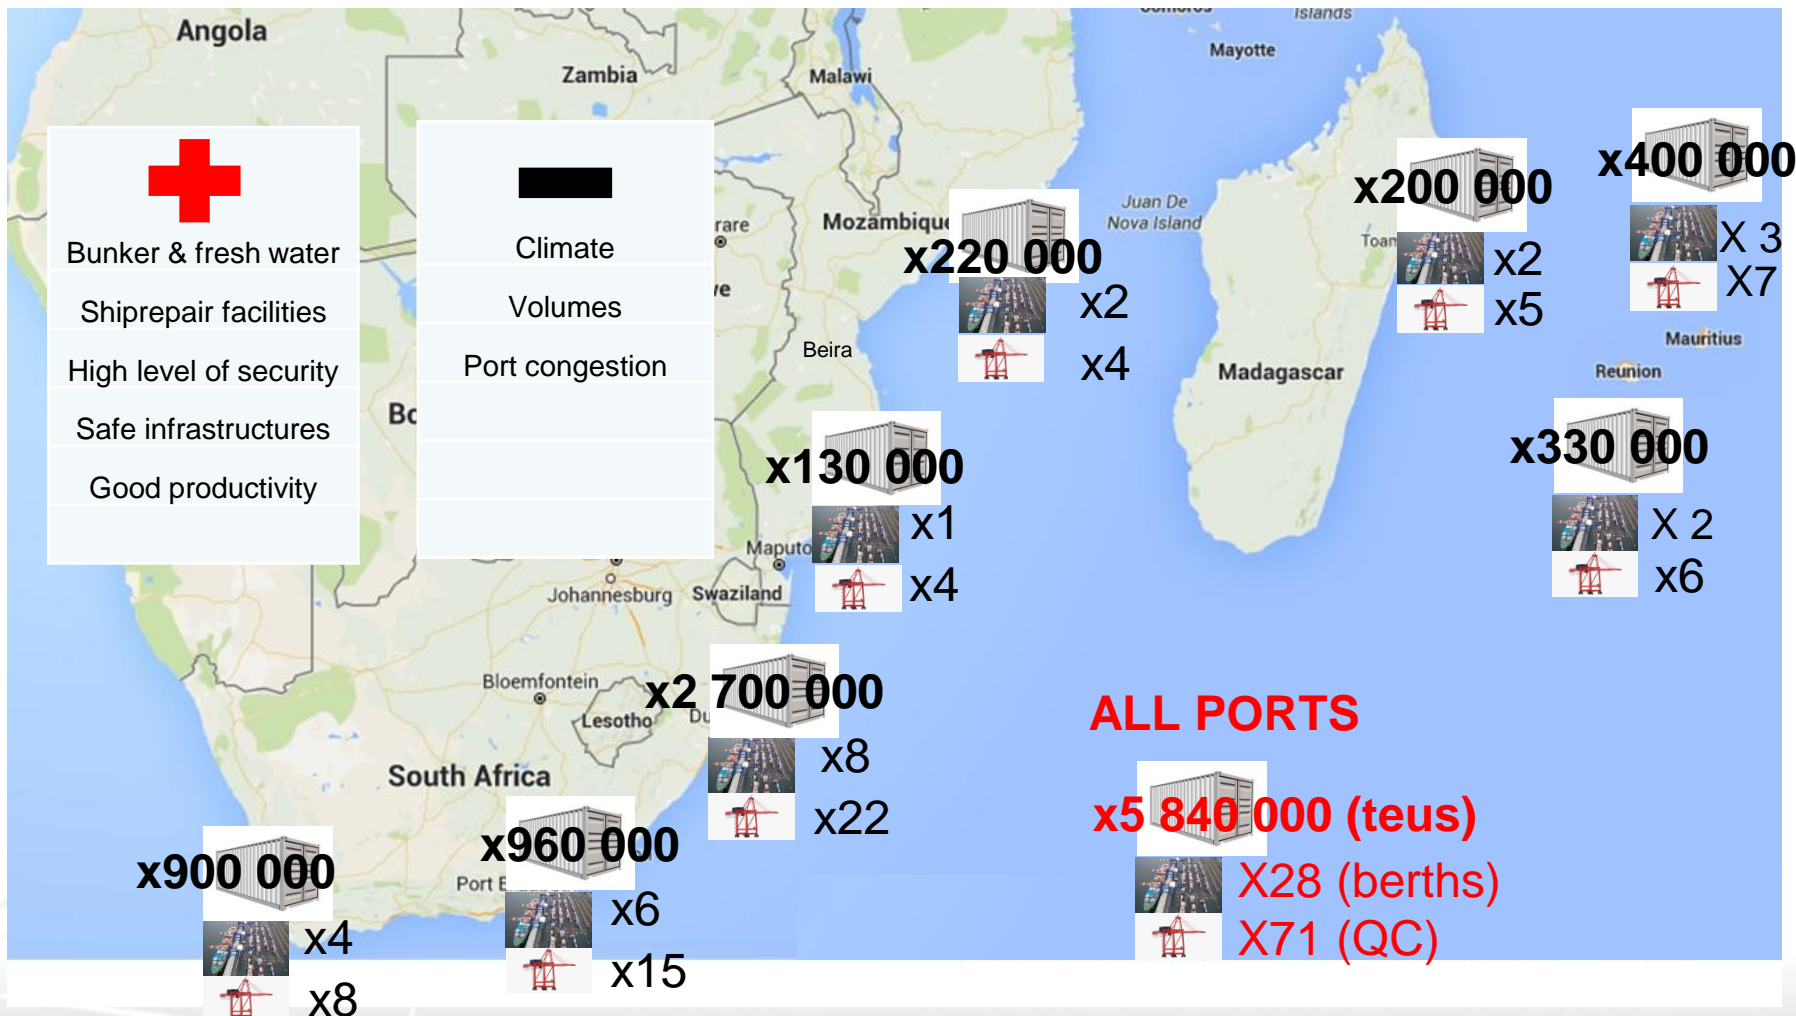 Angola
Zambia
Malawi
Comoros
Islands
Mayotte
Bunker & fresh water
Shiprepair facilities
High level of security
Safe infrastructures
Good productivity
Climate
Volumes
Port congestion
Mozambique
x220 000
x2
x4
Juan De
Nova Island
x200 000
x2
x5
x400 000
X 3
X7
Mauritius
Reunion
Madagascar
x330 000
X 2
x6
Beira
x130 000
x1
x4
Maputo
Johannesburg
Swaziland
Bloemfontein
Lesotho
x2 700 000
x8
x22
South Africa
x960 000
Port
x6
x15
x900 000
x4
x8
ALL PORTS
x5 840 000 (teus)
X28 (berths)
X71 (QC)